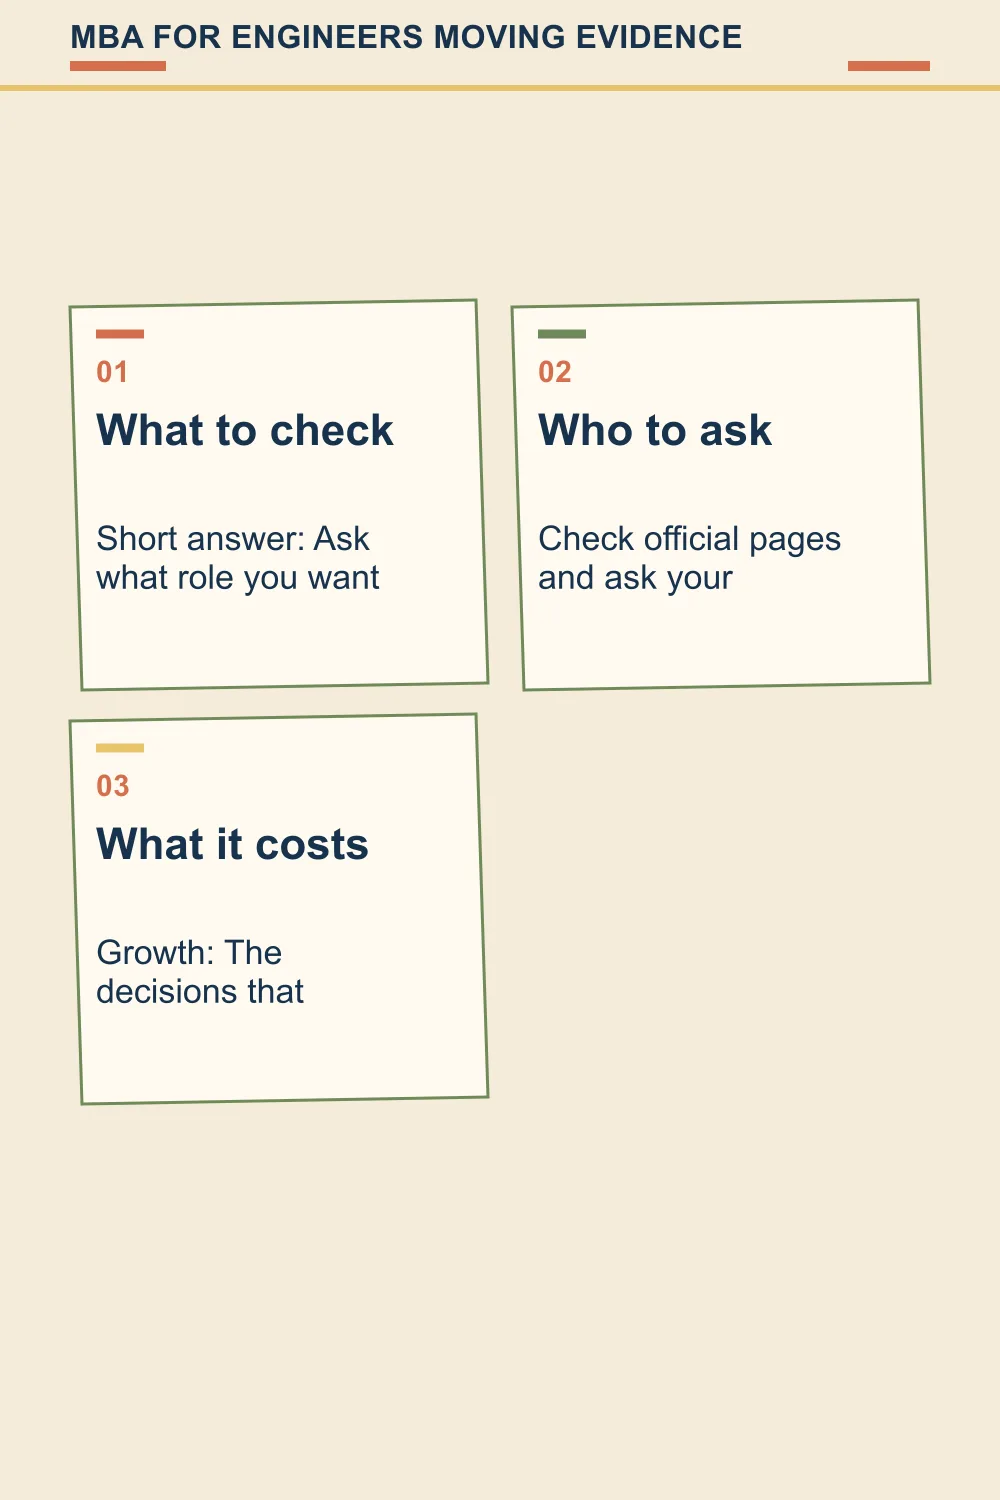 MBA FOR ENGINEERS MOVING EVIDENCE
01
What to check
Short answer: Ask
what role you want
02
Who to ask
Check official pages
and ask your
03
What it costs
Growth: The
decisions that